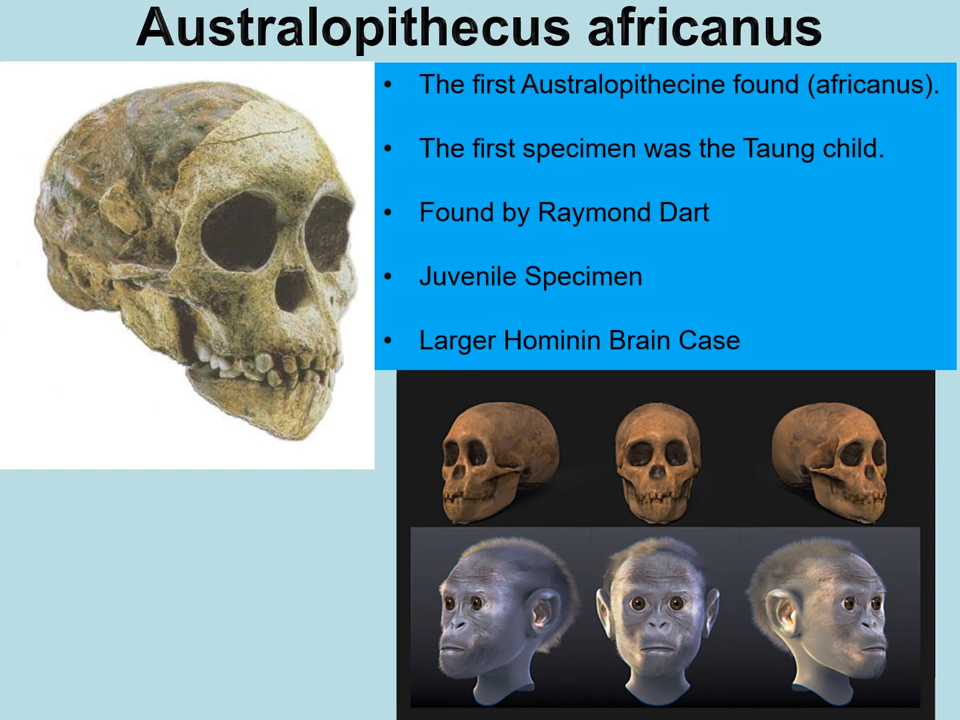 Australopithecus africanus
• The first Australopithecine found (africanus).
• The first specimen was the Taung child.
• Found by Raymond Dart
• Juvenile Specimen
• Larger Hominin Brain Case